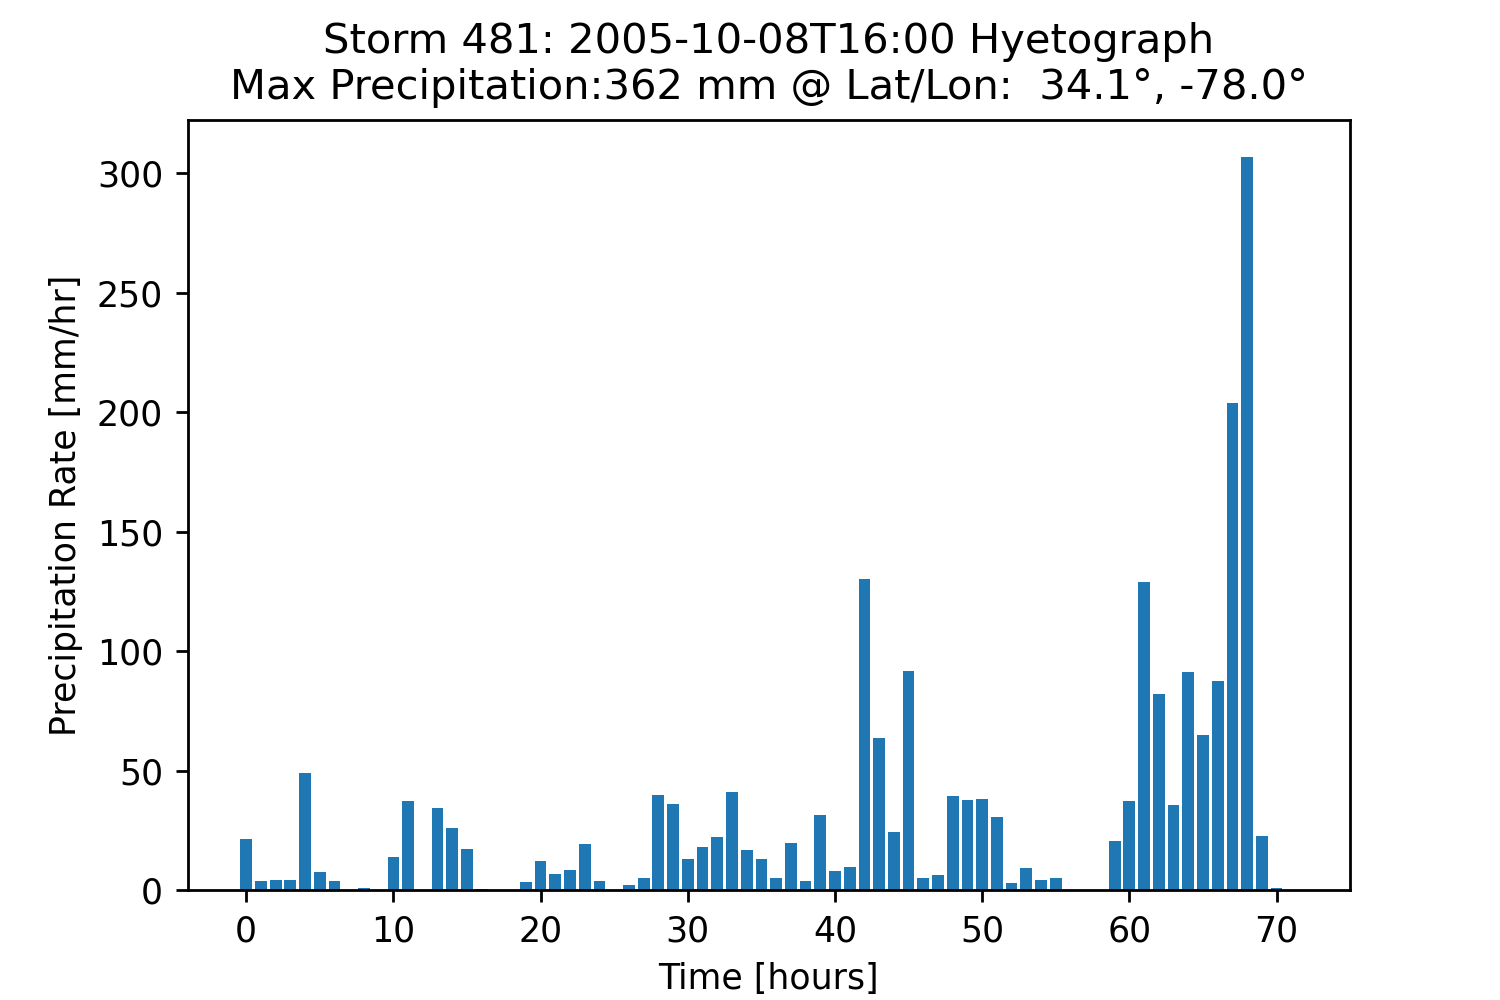 Storm 481: 2005-10-08T16:00 Hyetograph
Max Precipitation:362 mm @ Lat/Lon:  34.1°, -78.0°
Precipitation Rate [mm/hr]
300
250
200
150
100
50
0
0 10 20 30 40 50 60 70
Time [hours]